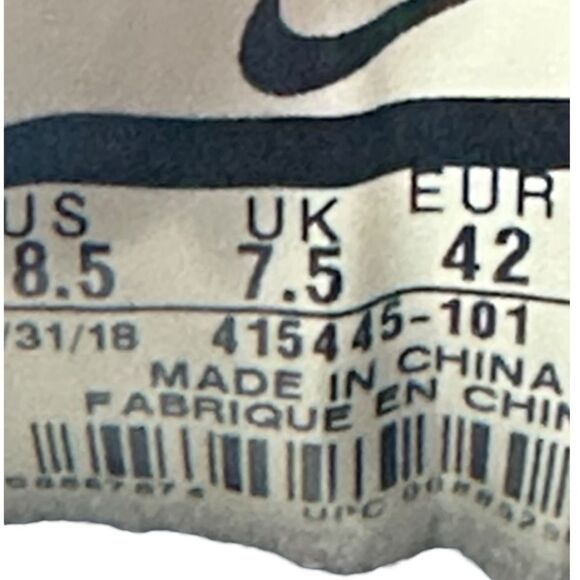 US UK EUR
8.5 7.5 42
/31/18 415445-101
MADE IN CHINA
FABRIQUE EN CHIN
UPC